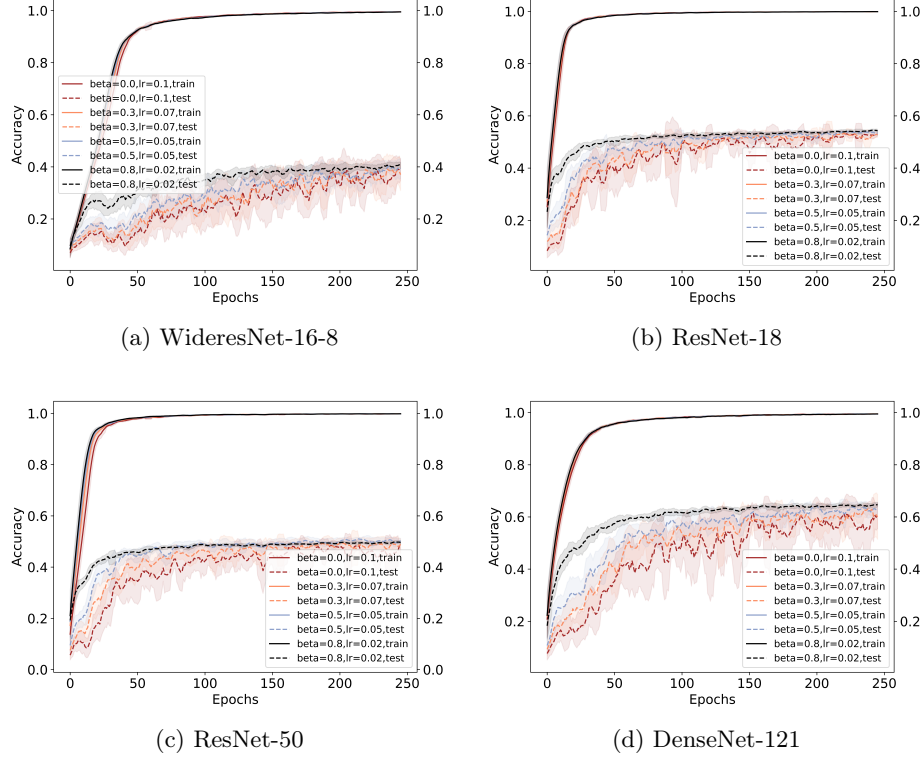 1.0
0.8
0.6
0.4
0.2
Accuracy
beta=0.0,lr=0.1,train
beta=0.0,lr=0.1,test
beta=0.3,lr=0.07,train
beta=0.3,lr=0.07,test
beta=0.5,lr=0.05,train
beta=0.5,lr=0.05,test
beta=0.8,lr=0.02,train
beta=0.8,lr=0.02,test
1.0
0.8
0.6
0.4
0.2
0 50 100 150 200 250
Epochs
(a) WideresNet-16-8
1.0
0.8
0.6
0.4
0.2
Accuracy
beta=0.0,lr=0.1,train
beta=0.0,lr=0.1,test
beta=0.3,lr=0.07,train
beta=0.3,lr=0.07,test
beta=0.5,lr=0.05,train
beta=0.5,lr=0.05,test
beta=0.8,lr=0.02,train
beta=0.8,lr=0.02,test
1.0
0.8
0.6
0.4
0.2
0 50 100 150 200 250
Epochs
(b) ResNet-18
1.0
0.8
0.6
0.4
0.2
0.0
Accuracy
beta=0.0,lr=0.1,train
beta=0.0,lr=0.1,test
beta=0.3,lr=0.07,train
beta=0.3,lr=0.07,test
beta=0.5,lr=0.05,train
beta=0.5,lr=0.05,test
beta=0.8,lr=0.02,train
beta=0.8,lr=0.02,test
1.0
0.8
0.6
0.4
0.2
0.0
0 50 100 150 200 250
Epochs
(c) ResNet-50
1.0
0.8
0.6
0.4
0.2
Accuracy
beta=0.0,lr=0.1,train
beta=0.0,lr=0.1,test
beta=0.3,lr=0.07,train
beta=0.3,lr=0.07,test
beta=0.5,lr=0.05,train
beta=0.5,lr=0.05,test
beta=0.8,lr=0.02,train
beta=0.8,lr=0.02,test
1.0
0.8
0.6
0.4
0.2
0 50 100 150 200 250
Epochs
(d) DenseNet-121